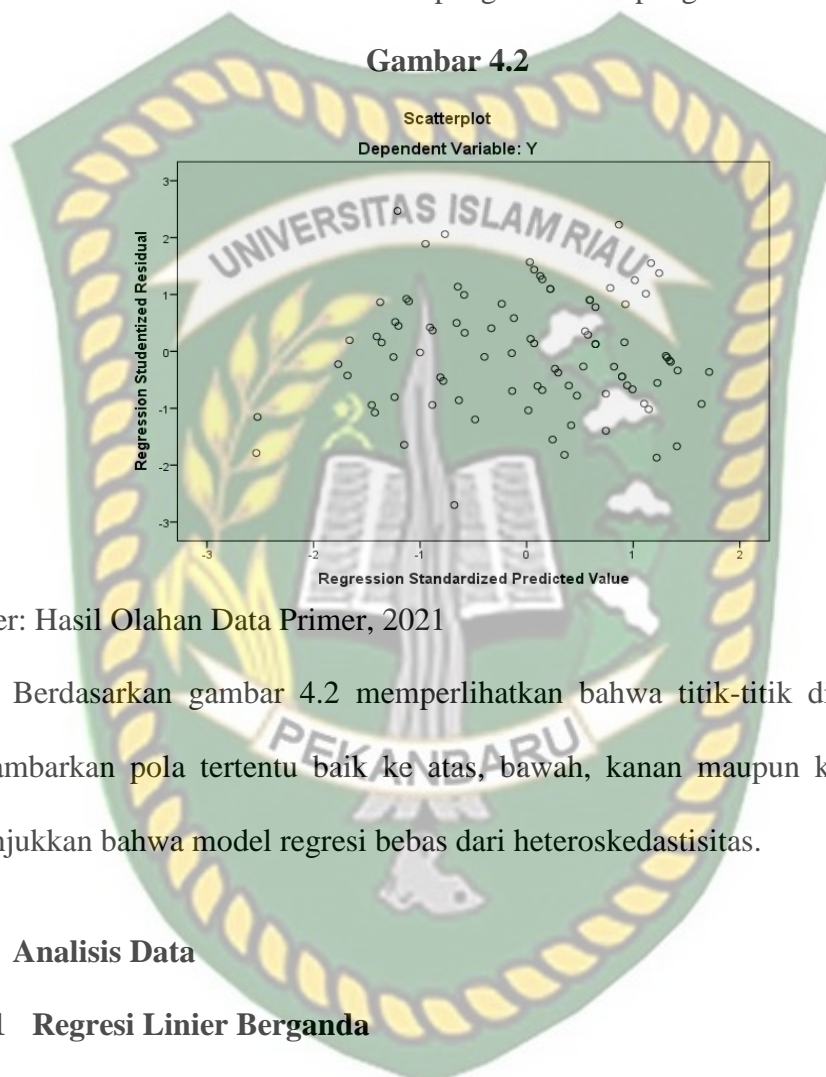 Gambar 4.2
Scatterplot
Dependent Variable: Y
UNIVERSITAS ISLAM RIAU
Regression Studentized Residual
3
2
1
0
-1
-2
-3
-3 -2 -1 0 1 2
Regression Standardized Predicted Value
er: Hasil Olahan Data Primer, 2021
Berdasarkan gambar 4.2 memperlihatkan bahwa titik-titik di
ambarkan pola tertentu baik ke atas, bawah, kanan maupun k
PEKANBARU
njukkan bahwa model regresi bebas dari heteroskedastisitas.
Analisis Data
1 Regresi Linier Berganda